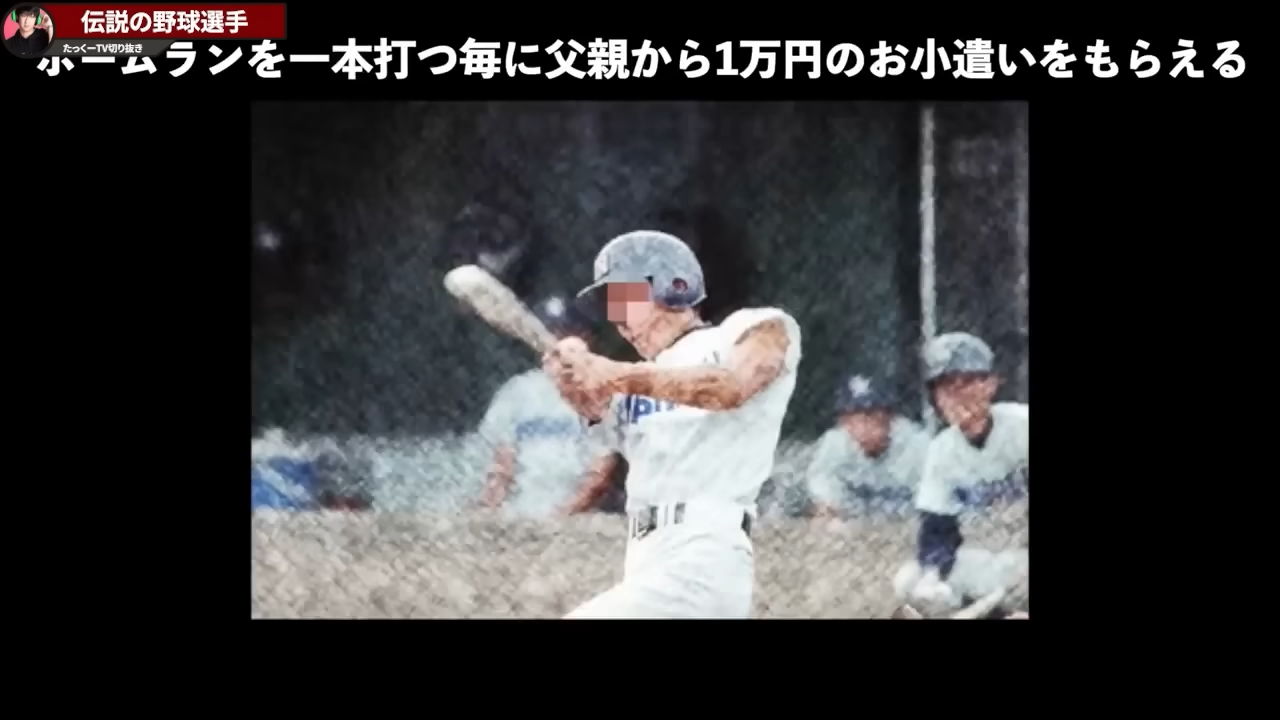 伝説の野球選手
たっくーTV切り抜き
ホームランを一本打つ毎に父親から1万円のお小遣いをもらえる